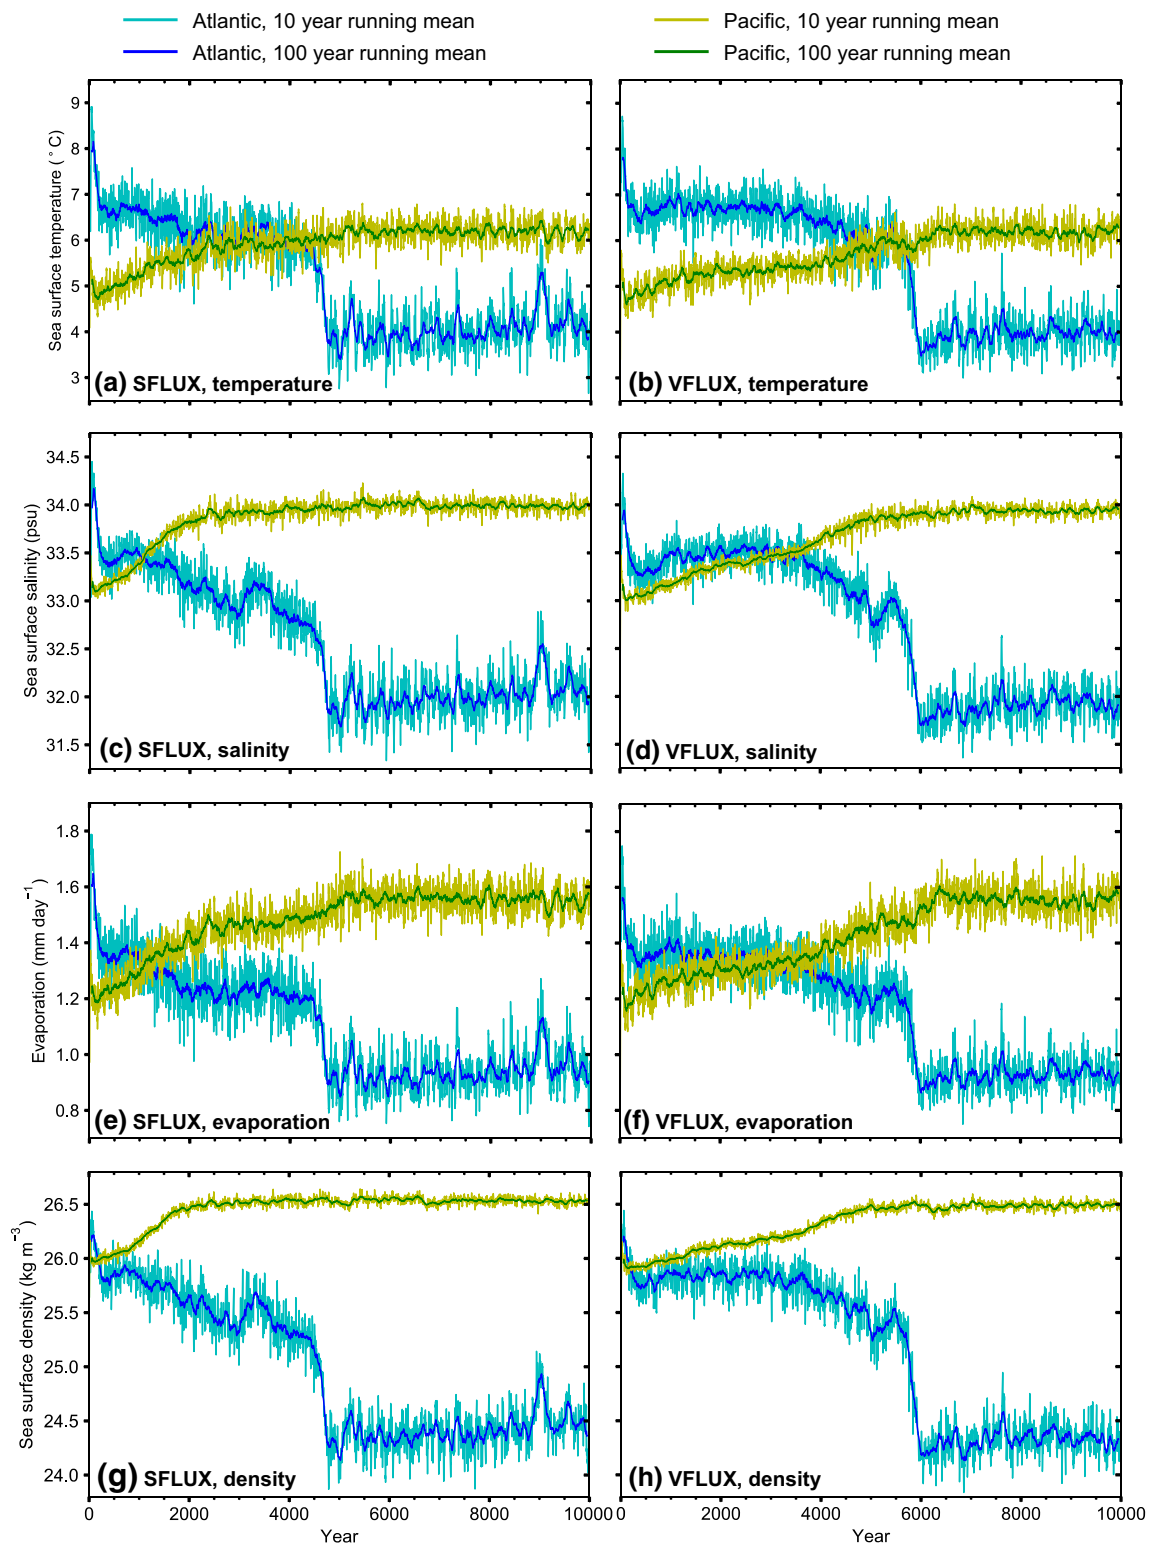 Atlantic, 10 year running mean
Pacific, 10 year running mean
Atlantic, 100 year running mean
Pacific, 100 year running mean
Sea surface temperature (°C)
9
8
7
6
5
4
3
(a) SFLUX, temperature
(b) VFLUX, temperature
Sea surface salinity (psu)
34.5
34.0
33.5
33.0
32.5
32.0
31.5
(c) SFLUX, salinity
(d) VFLUX, salinity
Evaporation (mm day−1)
1.8
1.6
1.4
1.2
1.0
0.8
(e) SFLUX, evaporation
(f) VFLUX, evaporation
Sea surface density (kg m−3)
26.5
26.0
25.5
25.0
24.5
24.0
(g) SFLUX, density
(h) VFLUX, density
0 2000 4000 6000 8000 10000
0 2000 4000 6000 8000 10000
Year
Year